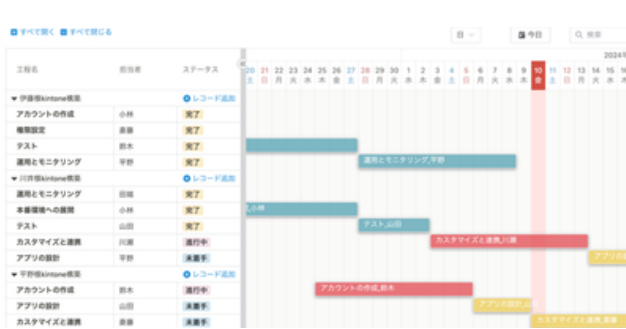 すべて開く すべて閉じる
日 今日 検索
2024年
工程名 担当者 ステータス
20 21 22 23 24 25 26 27 28 29 30 1 2 3 4 5 6 7 8 9 10 11 12 13 14 15
土 日 月 火 水 木 金 土 日 月 火 水 木 金 土 日 月 火 水 木 金 土 日 月 火 水
伊藤様kintone構築 レコード追加
アカウントの作成 小林 完了
権限設定 斎藤 完了
テスト 鈴木 完了
運用とモニタリング 平野 完了 運用とモニタリング,平野
川井様kintone構築 レコード追加
運用とモニタリング 田端 完了
本番環境への展開 小林 完了 ,小林
テスト 山田 完了 テスト,山田
カスタマイズと連携 川瀬 進行中 カスタマイズと連携,川瀬
アプリの設計 平野 未着手 アプリの
平野様kintone構築 レコード追加
アカウントの作成 鈴木 進行中 アカウントの作成,鈴木
アプリの設計 山田 未着手 アプリの設計,山田
カスタマイズと連携 斎藤 未着手 カスタマイズと連携,斎藤